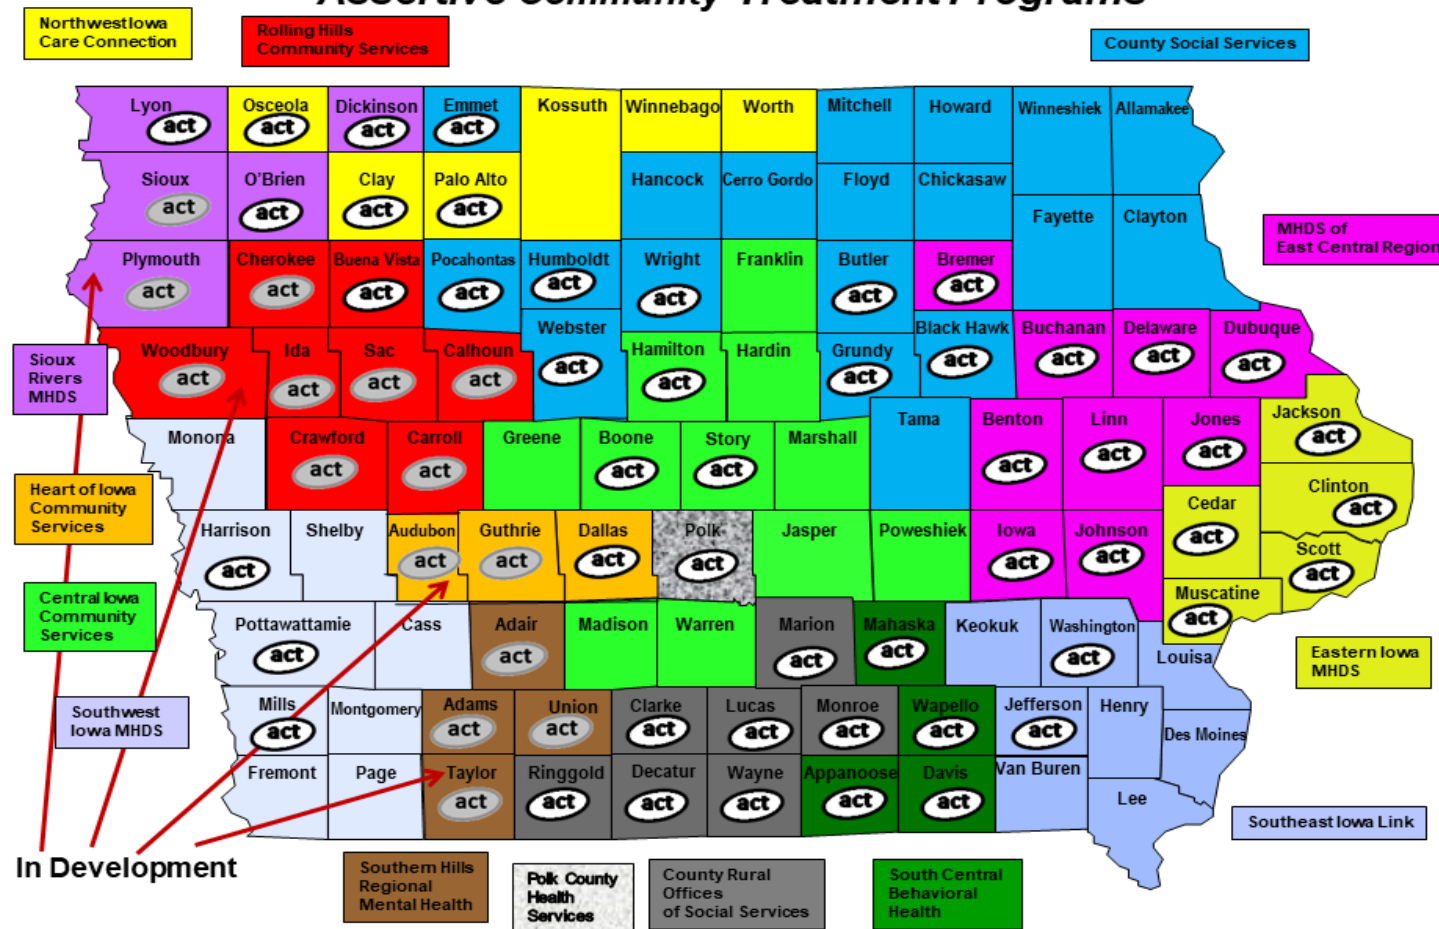 Assertive Community Treatment Programs
Northwest Iowa
Care Connection
Rolling Hills
Community Services
County Social Services
Lyon
act
Osceola
act
Dickinson
act
Emmet
act
Kossuth
Winnebago
Worth
Mitchell
Howard
Winneshiek
Allamakee
Sioux
act
O'Brien
act
Clay
act
Palo Alto
act
Hancock
Cerro Gordo
Floyd
Chickasaw
Fayette
Clayton
MHDS of
East Central Region
Plymouth
act
Cherokee
act
Buena Vista
act
Pocahontas
act
Humboldt
act
Wright
act
Franklin
Butler
act
Bremer
act
Woodbury
act
Ida
act
Sac
act
Calhoun
act
Webster
act
Hamilton
act
Hardin
Grundy
act
Black Hawk
act
Buchanan
act
Delaware
act
Dubuque
act
Sioux
Rivers
MHDS
Monona
Crawford
act
Carroll
act
Greene
Boone
act
Story
act
Marshall
Tama
Benton
act
Linn
act
Jones
act
Jackson
act
Heart of Iowa
Community
Services
Harrison
act
Shelby
Audubon
act
Guthrie
act
Dallas
act
Polk
act
Jasper
Poweshiek
Iowa
act
Johnson
act
Cedar
act
Clinton
act
Scott
act
Muscatine
act
Central Iowa
Community
Services
Pottawattamie
act
Cass
Adair
act
Madison
Warren
Marion
act
Mahaska
act
Keokuk
Washington
act
Louisa
Eastern Iowa
MHDS
Southwest
Iowa MHDS
Mills
act
Montgomery
Adams
act
Union
act
Clarke
act
Lucas
act
Monroe
act
Wapello
act
Jefferson
act
Henry
Des Moines
Fremont
Page
Taylor
act
Ringgold
act
Decatur
act
Wayne
act
Appanoose
act
Davis
act
Van Buren
Lee
Southeast Iowa Link
In Development
Southern Hills
Regional
Mental Health
Polk County
Health
Services
County Rural
Offices
of Social Services
South Central
Behavioral
Health